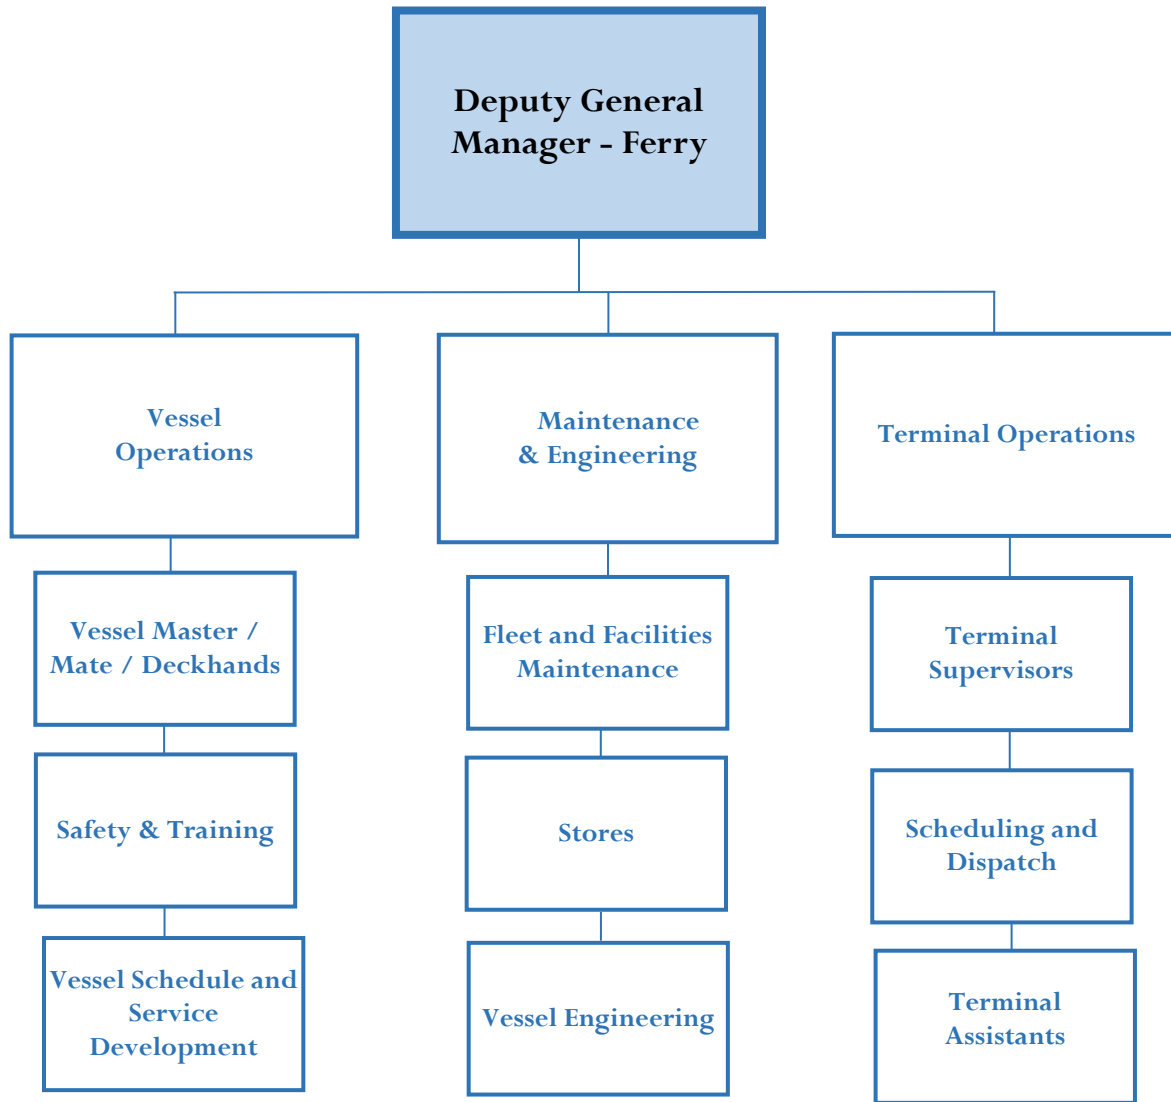 Deputy General
Manager - Ferry
Vessel
Operations
Maintenance
& Engineering
Terminal Operations
Vessel Master /
Mate / Deckhands
Fleet and Facilities
Maintenance
Terminal
Supervisors
Safety & Training
Stores
Scheduling and
Dispatch
Vessel Schedule and
Service
Development
Vessel Engineering
Terminal
Assistants